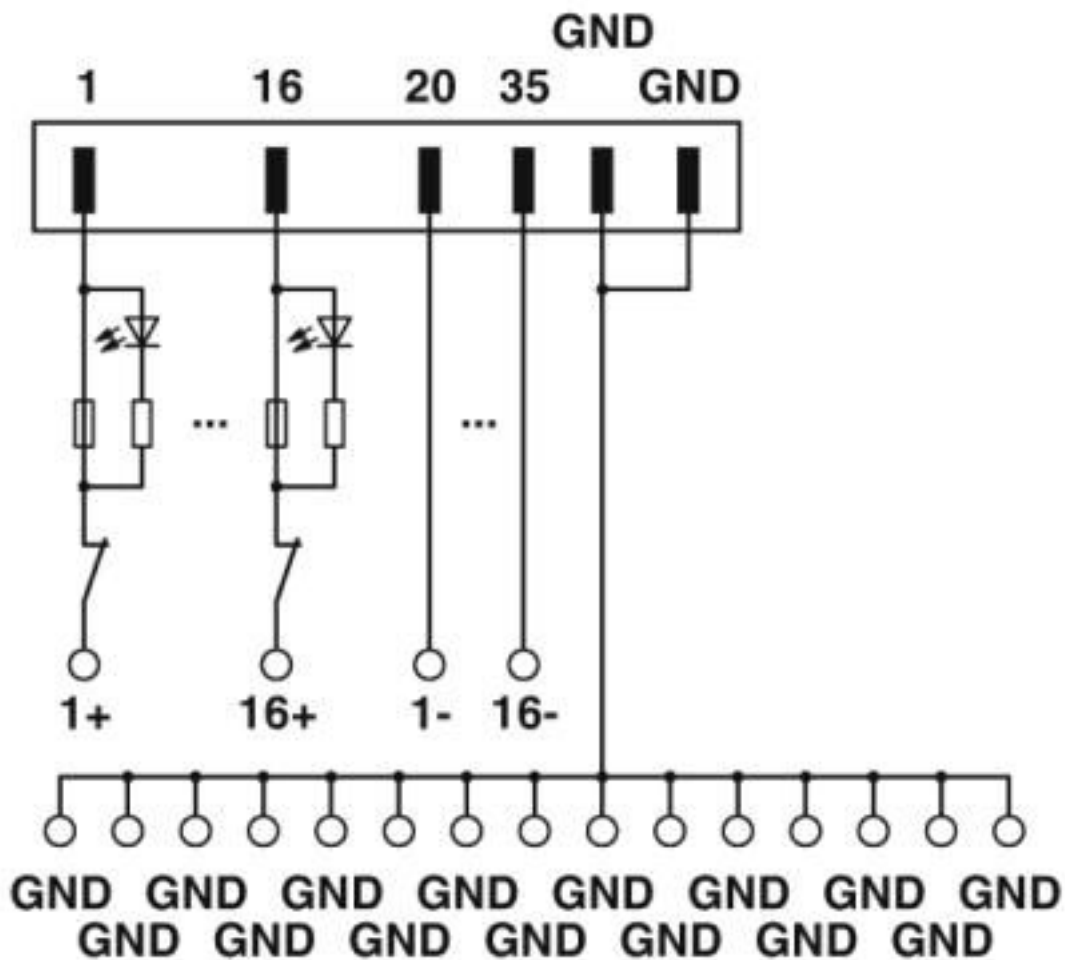 GND
1 16 20 35 GND
... ...
1+ 16+ 1- 16-
GND GND GND GND GND GND GND GND
GND GND GND GND GND GND GND